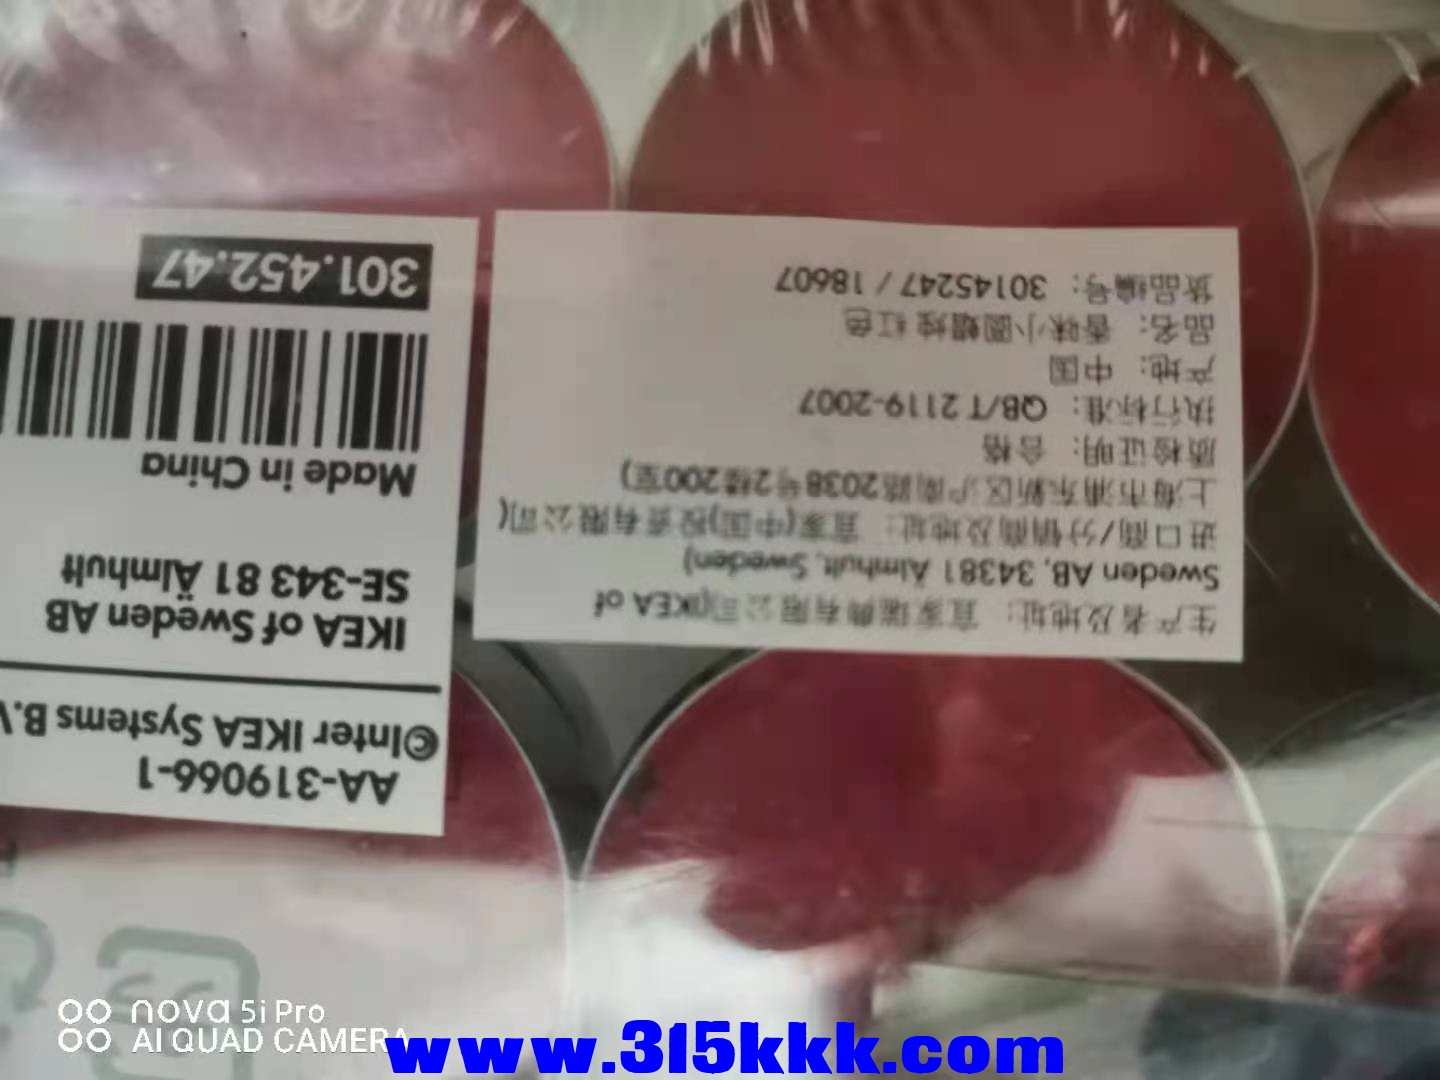 301.452.47
Made in China
SE-343 81 Älmhult
IKEA of Sweden AB
©Inter IKEA Systems B.V
AA-319066-1
货品编号: 30145247 / 18607
品名: 香味小圆蜡烛 红色
产地: 中国
执行标准: QB/T 2119-2007
质检证明: 合格
上海市浦东新区沪南路2038号2楼200室)
进口商/分销商及地址: 宜家(中国)投资有限公司(
Sweden AB, 34381 Älmhult, Sweden)
生产者及地址: 宜家瑞典有限公司(IKEA of
nova 5i Pro
AI QUAD CAMERA
www.315kkk.com